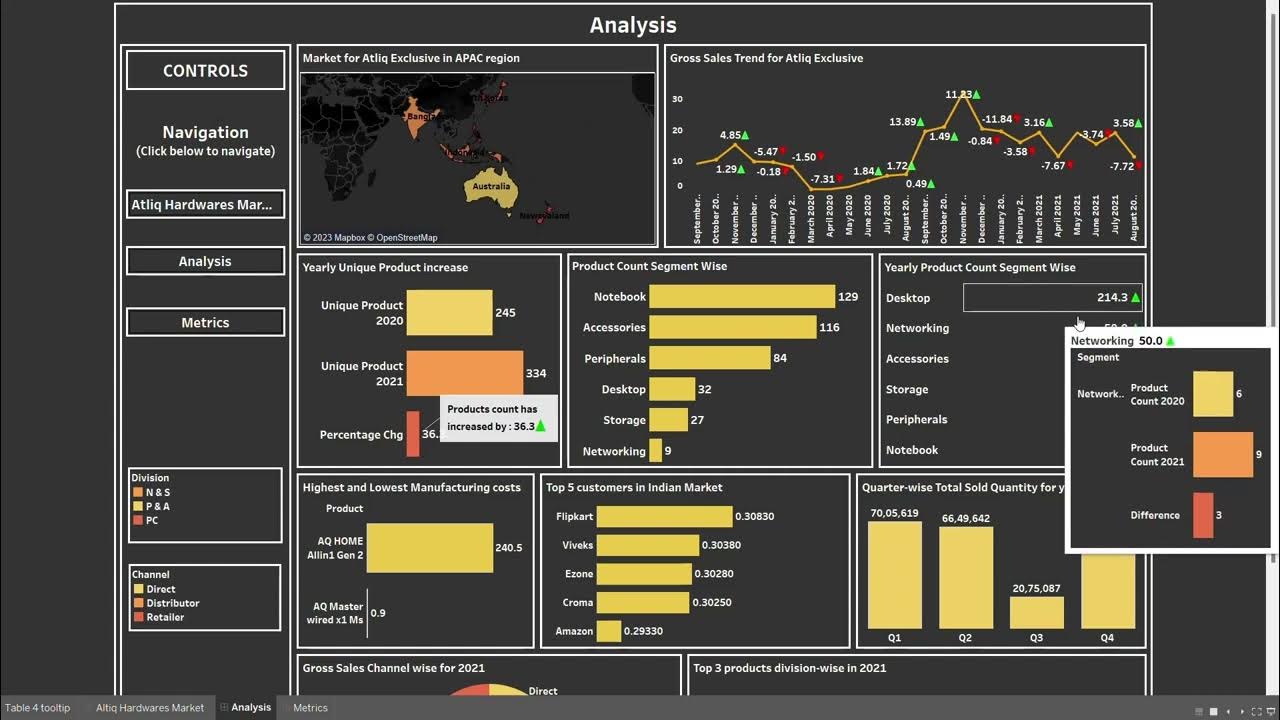 Analysis
CONTROLS
Navigation
(Click below to navigate)
Atliq Hardwares Mar...
Analysis
Metrics
Division
N & S
P & A
PC
Channel
Direct
Distributor
Retailer
Market for Atliq Exclusive in APAC region
Australia
© 2023 Mapbox © OpenStreetMap
Gross Sales Trend for Atliq Exclusive
30
20
10
0
4.85
1.29
-5.47
-0.18
-1.50
-7.31
1.84
1.72
0.49
13.89
1.49
11.83
-0.84
-11.84
-3.58
3.16
-7.67
-3.74
3.58
-7.72
September..
October 20..
November ..
December ..
January 20..
February 2..
March 2020
April 2020
May 2020
June 2020
July 2020
August 20..
September..
October 20..
November ..
December ..
January 20..
February 2..
March 2021
April 2021
May 2021
June 2021
July 2021
August 20..
Yearly Unique Product increase
Unique Product
2020
245
Unique Product
2021
334
Percentage Chg
36.
Products count has
increased by : 36.3
Product Count Segment Wise
Notebook 129
Accessories 116
Peripherals 84
Desktop 32
Storage 27
Networking 9
Yearly Product Count Segment Wise
Desktop 214.3
Networking
Accessories
Storage
Peripherals
Notebook
Networking 50.0
Segment
Network..
Product
Count 2020
6
Product
Count 2021
9
Difference 3
Highest and Lowest Manufacturing costs
Product
AQ HOME
Allin1 Gen 2
240.5
AQ Master
wired x1 Ms
0.9
Top 5 customers in Indian Market
Flipkart 0.30830
Viveks 0.30380
Ezone 0.30280
Croma 0.30250
Amazon 0.29330
Quarter-wise Total Sold Quantity for y
70,05,619
66,49,642
20,75,087
Q1 Q2 Q3 Q4
Gross Sales Channel wise for 2021
Direct
Top 3 products division-wise in 2021
Table 4 tooltip Altiq Hardwares Market Analysis Metrics